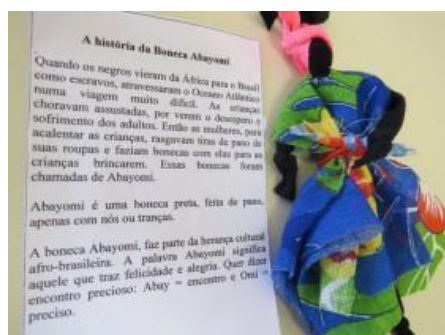 A história da Boneca Abayomi
Quando os negros vieram da África para o Brasil
como escravos, atravessaram o Oceano Atlântico
numa viagem muito difícil. As crianças
choravam assustadas, por verem o desespero e
sofrimento dos adultos. Então as mulheres, para
acalentar as crianças, rasgavam tiras de pano de
suas roupas e faziam bonecas com elas para as
crianças brincarem. Essas bonecas foram
chamadas de Abayomi.
Abayomi é uma boneca preta, feita de pano,
apenas com nós ou tranças.
A boneca Abayomi, faz parte da herança cultural
afro-brasileira. A palavra Abayomi significa
aquele que traz felicidade e alegria. Quer dizer
encontro precioso: Abay = encontro e Omi =
preciso.